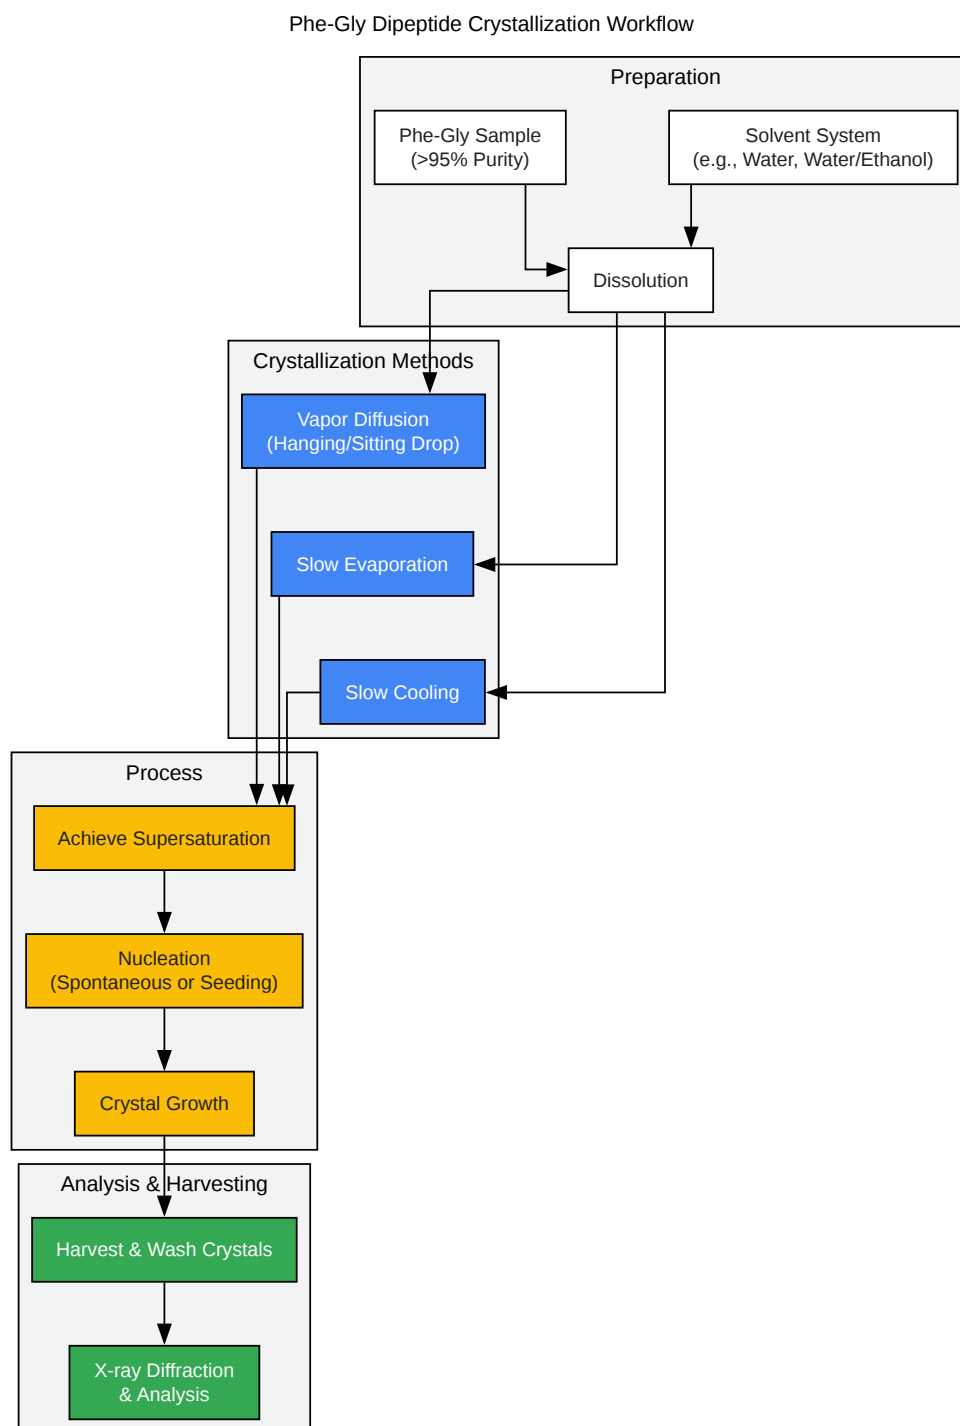 Phe-Gly Dipeptide Crystallization Workflow
Preparation
Phe-Gly Sample
(>95% Purity)
Solvent System
(e.g., Water, Water/Ethanol)
Dissolution
Crystallization Methods
Vapor Diffusion
(Hanging/Sitting Drop)
Slow Evaporation
Slow Cooling
Process
Achieve Supersaturation
Nucleation
(Spontaneous or Seeding)
Crystal Growth
Analysis & Harvesting
Harvest & Wash Crystals
X-ray Diffraction
& Analysis